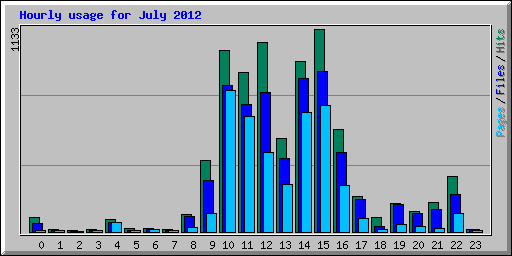 Hourly usage for July 2012
1133
Pages / Files / Hits
0 1 2 3 4 5 6 7 8 9 10 11 12 13 14 15 16 17 18 19 20 21 22 23